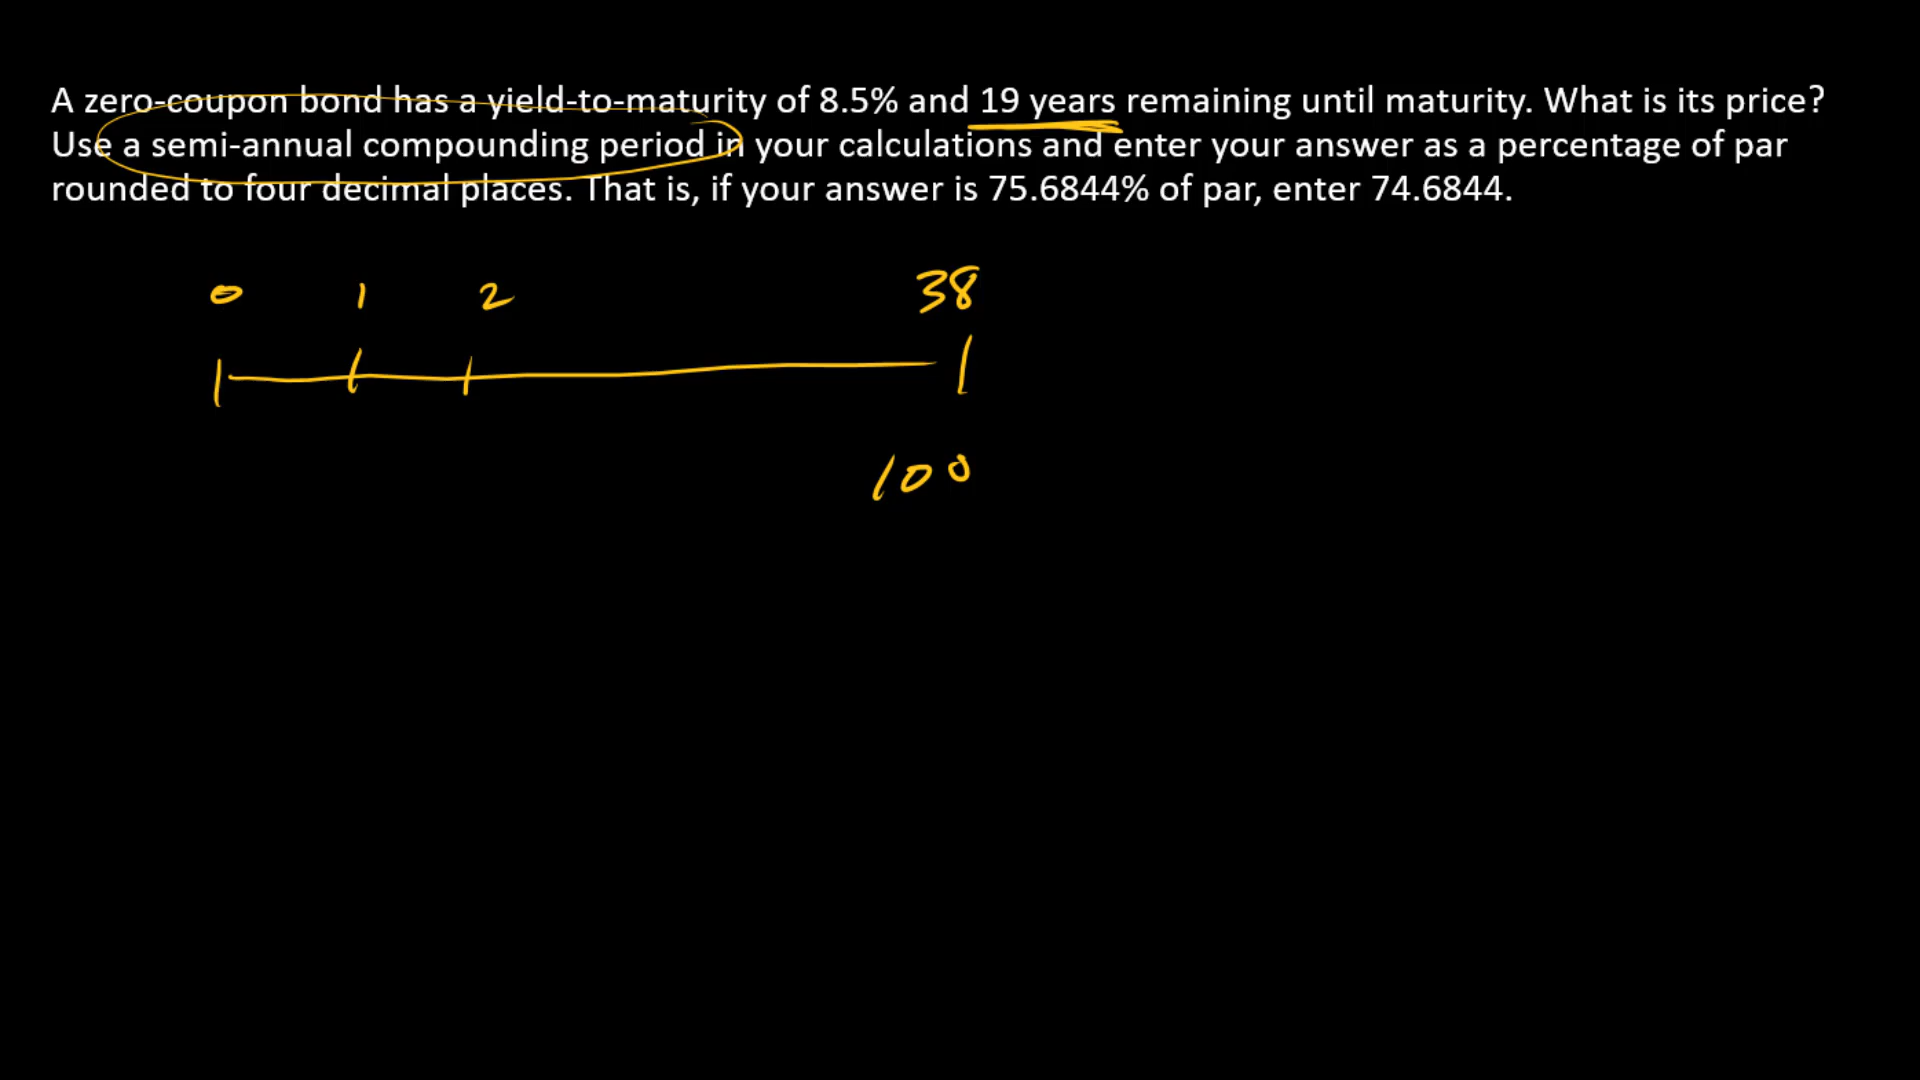 A zero-coupon bond has a yield-to-maturity of 8.5% and 19 years remaining until maturity. What is its price?
Use a semi-annual compounding period in your calculations and enter your answer as a percentage of par
rounded to four decimal places. That is, if your answer is 75.6844% of par, enter 74.6844.
0 1 2 38
100